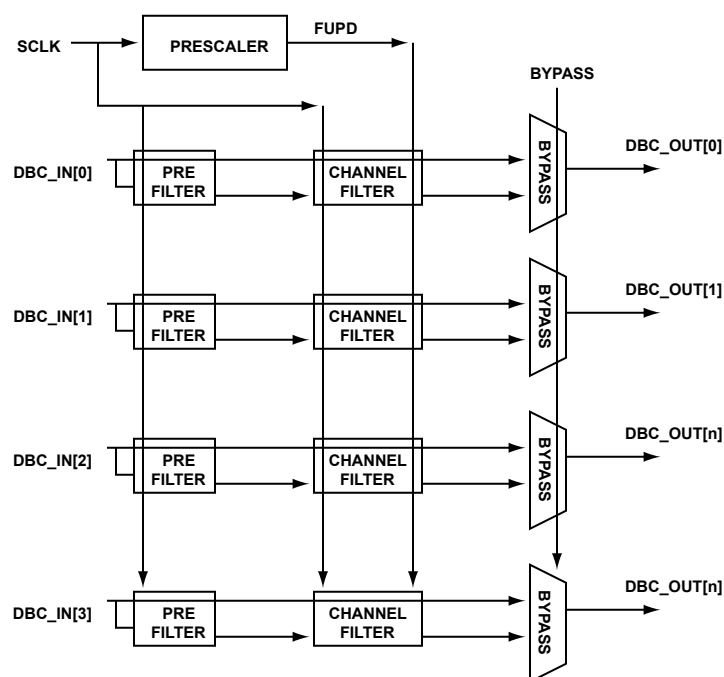 SCLK
PRESCALER
FUPD
BYPASS
DBC_IN[0]
PRE
FILTER
CHANNEL
FILTER
BYPASS
DBC_OUT[0]
DBC_IN[1]
PRE
FILTER
CHANNEL
FILTER
BYPASS
DBC_OUT[1]
DBC_IN[2]
PRE
FILTER
CHANNEL
FILTER
BYPASS
DBC_OUT[n]
DBC_IN[3]
PRE
FILTER
CHANNEL
FILTER
BYPASS
DBC_OUT[n]